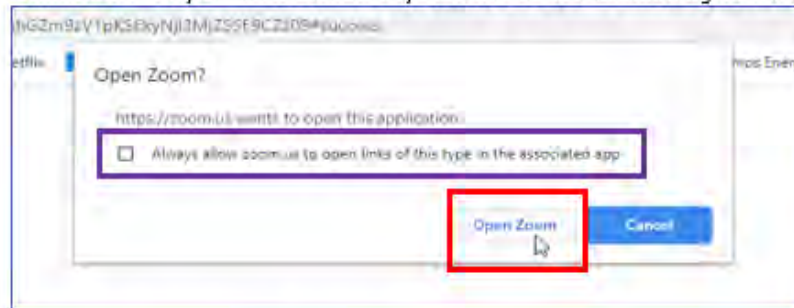 etflix
Open Zoom?
https://zoom.us wants to open this application.
Always allow zoom.us to open links of this type in the associated app
Open Zoom
Cancel